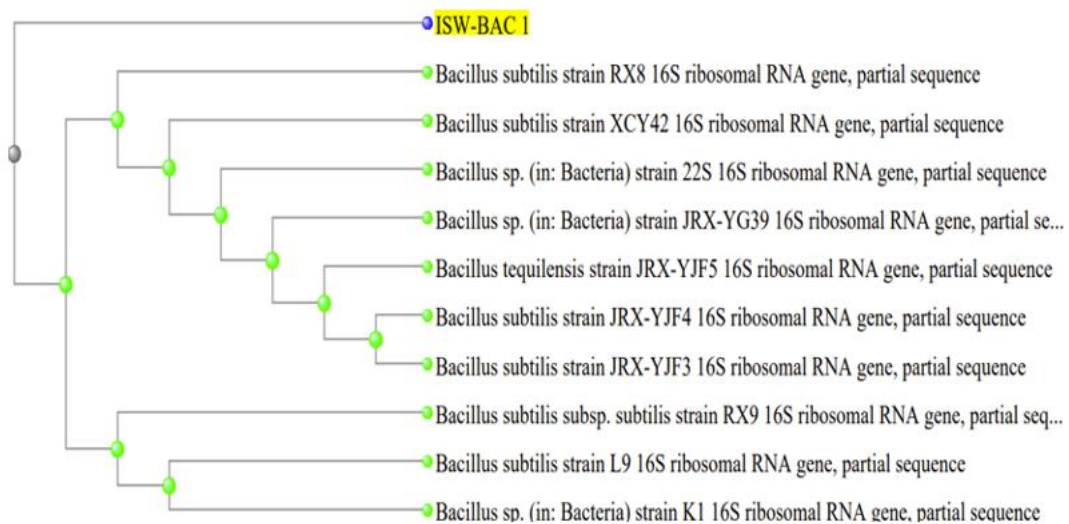 ISW-BAC 1
Bacillus subtilis strain RX8 16S ribosomal RNA gene, partial sequence
Bacillus subtilis strain XCY42 16S ribosomal RNA gene, partial sequence
Bacillus sp. (in: Bacteria) strain 22S 16S ribosomal RNA gene, partial sequence
Bacillus sp. (in: Bacteria) strain JRX-YG39 16S ribosomal RNA gene, partial se...
Bacillus tequilensis strain JRX-YJF5 16S ribosomal RNA gene, partial sequence
Bacillus subtilis strain JRX-YJF4 16S ribosomal RNA gene, partial sequence
Bacillus subtilis strain JRX-YJF3 16S ribosomal RNA gene, partial sequence
Bacillus subtilis subsp. subtilis strain RX9 16S ribosomal RNA gene, partial seq...
Bacillus subtilis strain L9 16S ribosomal RNA gene, partial sequence
Bacillus sp. (in: Bacteria) strain K1 16S ribosomal RNA gene, partial sequence